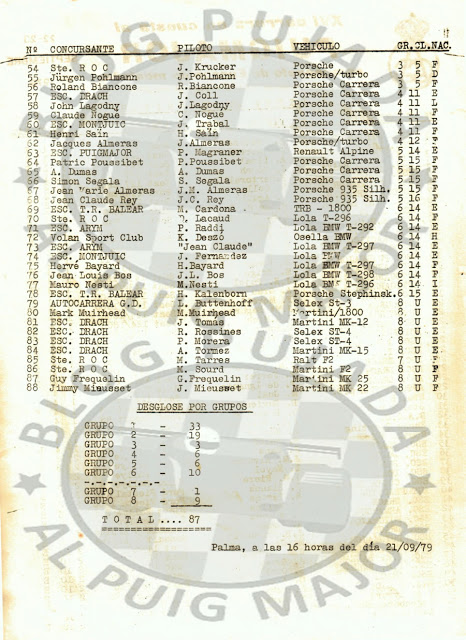 Nº CONCURSANTE PILOTO VEHICULO GR.CL.NAC.
54 Ste. R O C J. Krucker Porsche 3 5 F
55 Jürgen Pohlmann J.Pohlmann Porsche/turbo 3 5 D
56 Roland Biancone R.Biancone Porsche Carrera 3 5 F
57 ESC. DRACH J. Coll Porsche Carrera 4 11 E
58 John Lagodny J.Lagodny Porsche Carrera 4 11 L
59 Claude Nogue C. Nogue Porsche Carrera 4 11 F
60 ESC. MONTJUIC J. Trabal Porsche Carrera 4 11 E
61 Henri Saïn H. Saïn Porsche Carrera 4 11 F
62 Jacques Almeras J.Almeras Porsche/turbo 4 12 F
63 ESC. PUIGMAJOR P. Magraner Renault Alpine 5 14 E
64 Patric Poussibet P.Poussibet Porsche Carrera 5 15 F
65 A. Dumas A. Dumas Porsche Carrera 5 15 F
66 Simon Segala S. Segala Porsche Carrera 5 15 F
67 Jean Marie Almeras J.M. Almeras Porsche 935 Silh. 5 15 F
68 Jean Claude Rey J.C. Rey Porsche 935 Silh. 5 16 F
69 ESC. T.R. BALEAR M. Cardona TRB - 1800 6 14 E
70 Ste. R O C D. Lacaud Lola T-296 6 14 F
71 ESC. ARYM P. Raddi Lola BMW T-292 6 14 E
72 Volan Sport Club K. Deszö Osella BMW 6 14 H
73 ESC. ARYM "Jean Claude" Lola BMW T-297 6 14 E
74 ESC. MONTJUIC J. Fernandez Lola BMW 6 14 E
75 Hervé Bayard H.Bayard Lola BMW T-297 6 14 F
76 Jean Louis Bos J.L. Bos Lola BMW T-298 6 14 F
77 Mauro Nesti M.Nesti Lola BMW T-296 6 14 I
78 ESC. T.R. BALEAR H. Kalenborn Porsche Stephinsk. 6 15 E
79 AUTOCARRERA G.D. L. Buttenhoff Selex St-3 8 U E
80 Mark Muirhead M.Muirhead Martini/1800 8 U F
81 ESC. DRACH J. Tomas Martini MK-12 8 U E
82 ESC. DRACH A. Rossines Selex ST-4 8 U E
83 ESC. DRACH P. Morera Selex ST-4 8 U E
84 ESC. DRACH A. Tormez Martini MK-15 8 U E
85 Ste. R O C M. Tarres Ralt F2 7 U F
86 Ste. R O C M. Sourd Martini F2 8 U F
87 Guy Frequelin G.Frequelin Martini MK 25 8 U F
88 Jimmy Mieusset J. Mieusset Martini MK 22 8 U F
DESGLOSE POR GRUPOS
GRUPO 1 - 33
GRUPO 2 - 19
GRUPO 3 - 3
GRUPO 4 - 6
GRUPO 5 - 6
GRUPO 6 - 10
-.-.-.-.-.-.-
GRUPO 7 - 1
GRUPO 8 - 9
T O T A L .... 87
Palma, a las 16 horas del día 21/09/79
BLOG PUJADA AL PUIG MAJOR